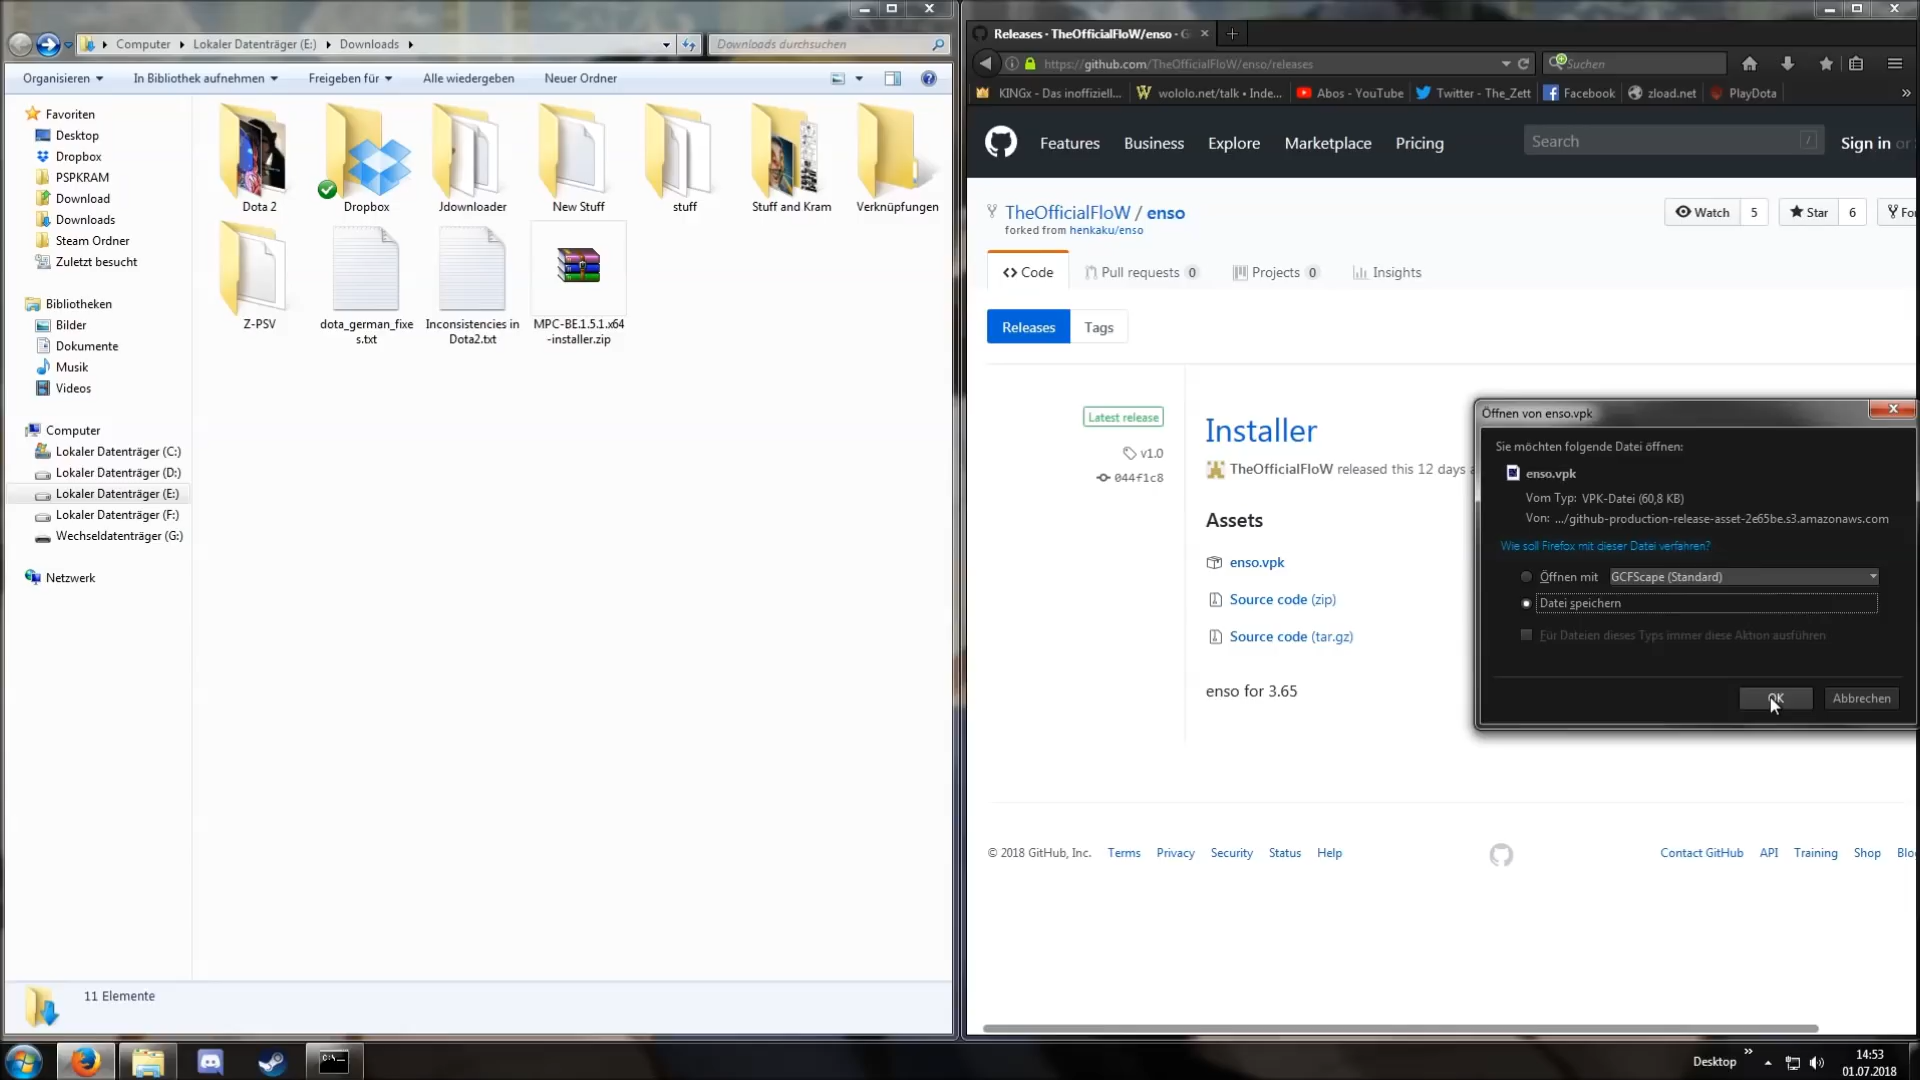 Computer ▸ Lokaler Datenträger (E:) ▸ Downloads ▸
Downloads durchsuchen
Organisieren
In Bibliothek aufnehmen
Freigeben für
Alle wiedergeben
Neuer Ordner
Favoriten
Desktop
Dropbox
PSPKRAM
Download
Downloads
Steam Ordner
Zuletzt besucht
Bibliotheken
Bilder
Dokumente
Musik
Videos
Computer
Lokaler Datenträger (C:)
Lokaler Datenträger (D:)
Lokaler Datenträger (E:)
Lokaler Datenträger (F:)
Wechseldatenträger (G:)
Netzwerk
Dota 2
Dropbox
Jdownloader
New Stuff
stuff
Stuff and Kram
Verknüpfungen
Z-PSV
dota_german_fixe
s.txt
Inconsistencies in
Dota2.txt
MPC-BE.1.5.1.x64
-installer.zip
11 Elemente
Releases · TheOfficialFloW/enso · G
https://github.com/TheOfficialFloW/enso/releases
Suchen
KINGx - Das inoffiziell...
wololo.net/talk • Inde...
Abos - YouTube
Twitter - The_Zett
Facebook
zload.net
PlayDota
Features
Business
Explore
Marketplace
Pricing
Search
/
Sign in or
TheOfficialFloW / enso
forked from henkaku/enso
Watch 5
Star 6
For
Code
Pull requests 0
Projects 0
Insights
Releases
Tags
Latest release
v1.0
044f1c8
Installer
TheOfficialFloW released this 12 days a
Assets
enso.vpk
Source code (zip)
Source code (tar.gz)
enso for 3.65
Öffnen von enso.vpk
Sie möchten folgende Datei öffnen:
enso.vpk
Vom Typ: VPK-Datei (60,8 KB)
Von: .../github-production-release-asset-2e65be.s3.amazonaws.com
Wie soll Firefox mit dieser Datei verfahren?
Öffnen mit
GCFScape (Standard)
Datei speichern
Für Dateien dieses Typs immer diese Aktion ausführen
OK
Abbrechen
© 2018 GitHub, Inc.
Terms
Privacy
Security
Status
Help
Contact GitHub
API
Training
Shop
Blo
Desktop
14:53
01.07.2018